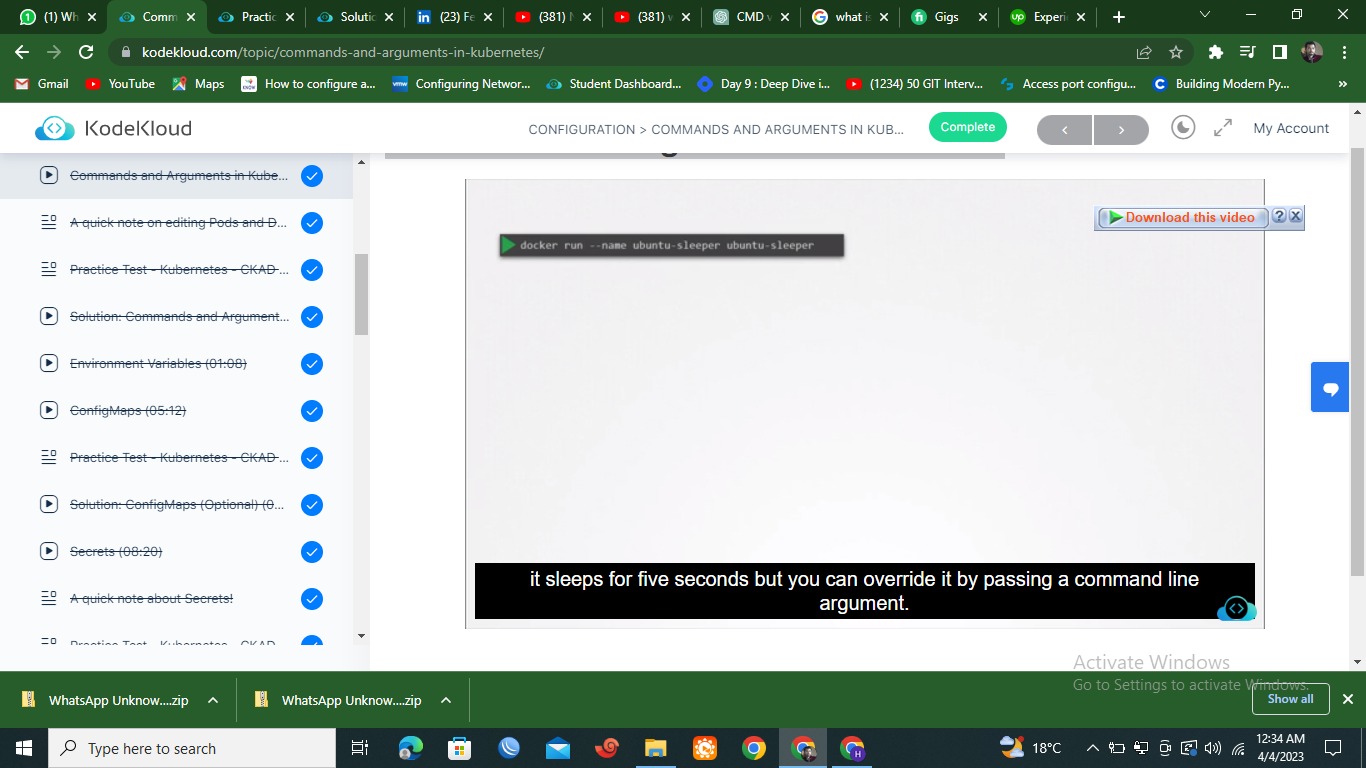 (1) Wh
Comm
Practic
Solutic
(23) Fe
(381)
(381)
CMD
what is
Gigs
Experi
kodekloud.com/topic/commands-and-arguments-in-kubernetes/
Gmail
YouTube
Maps
How to configure a...
Configuring Networ...
Student Dashboard...
Day 9 : Deep Dive i...
(1234) 50 GIT Interv...
Access port configu...
Building Modern Py...
KodeKloud
CONFIGURATION > COMMANDS AND ARGUMENTS IN KUB...
Complete
My Account
Commands and Arguments in Kube...
A quick note on editing Pods and D...
Practice Test - Kubernetes - CKAD ...
Solution: Commands and Argument...
Environment Variables (01:08)
ConfigMaps (05:12)
Practice Test - Kubernetes - CKAD ...
Solution: ConfigMaps (Optional) (0...
Secrets (08:20)
A quick note about Secrets!
Practice Test - Kubernetes - CKAD
Download this video
docker run --name ubuntu-sleeper ubuntu-sleeper
it sleeps for five seconds but you can override it by passing a command line
argument.
Activate Windows
Go to Settings to activate Windows.
WhatsApp Unknow....zip
WhatsApp Unknow....zip
Show all
Type here to search
18°C
12:34 AM
4/4/2023